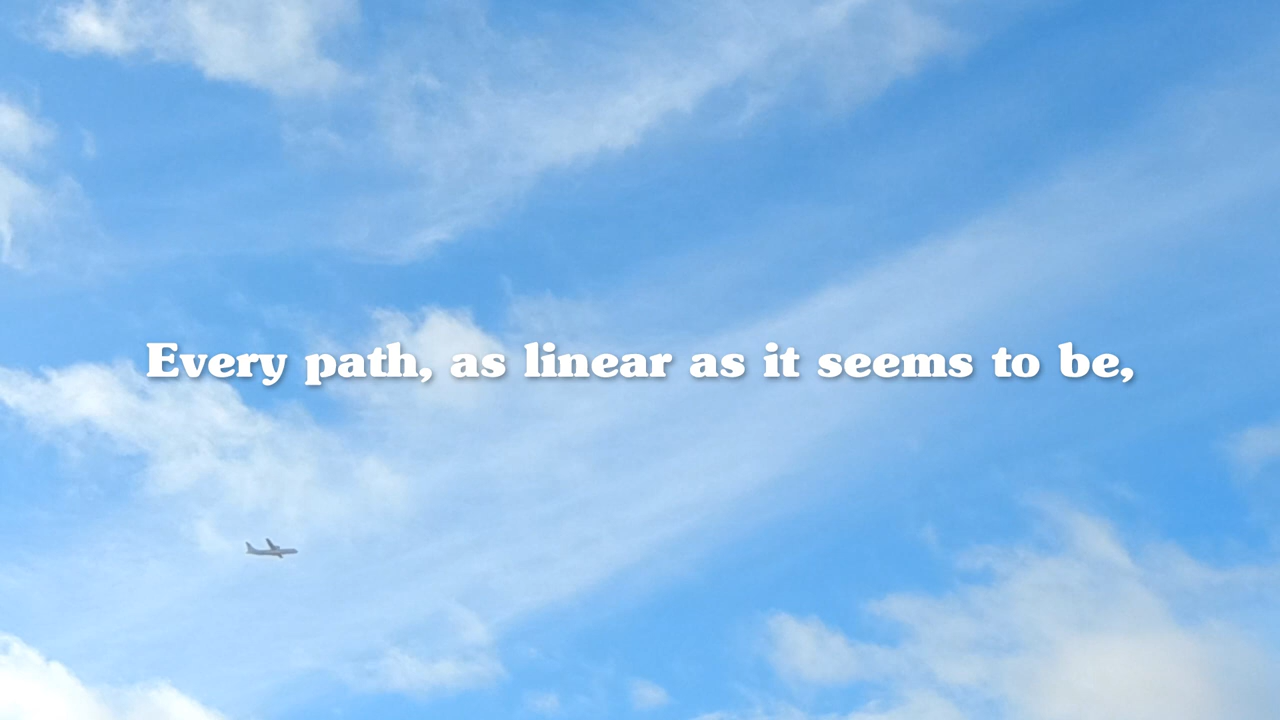 Every path, as linear as it seems to be,